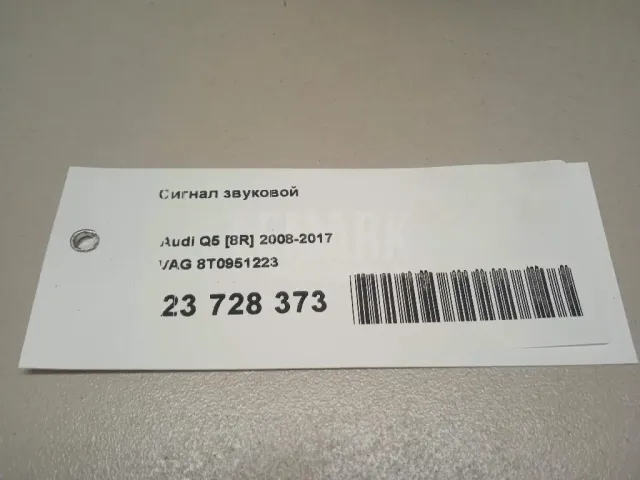 Сигнал звуковой
Audi Q5 [8R] 2008-2017
VAG 8T0951223
23 728 373